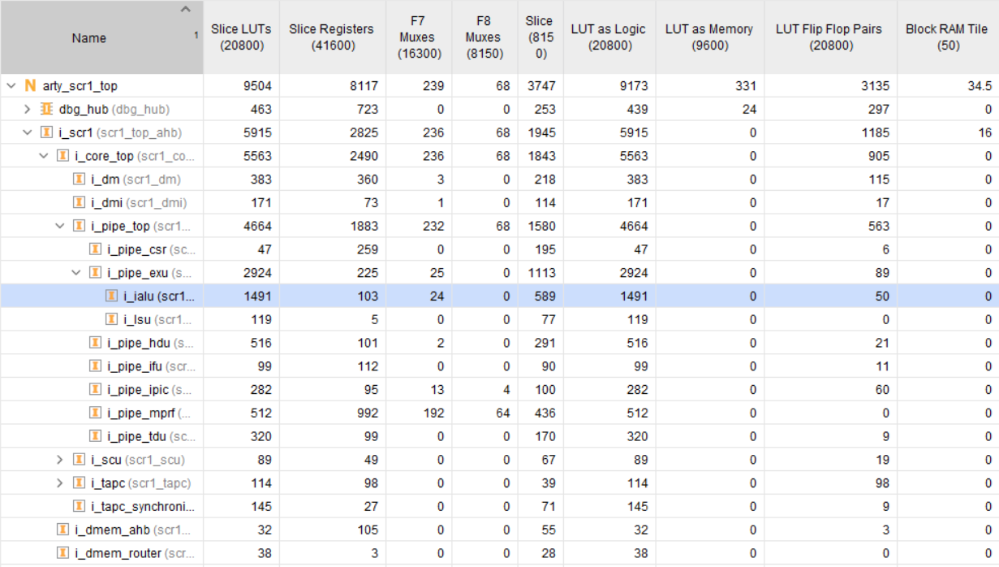 Name 1 Slice LUTs (20800) Slice Registers (41600) F7 Muxes (16300) F8 Muxes (8150) Slice (815 0) LUT as Logic (20800) LUT as Memory (9600) LUT Flip Flop Pairs (20800) Block RAM Tile (50)
N arty_scr1_top 9504 8117 239 68 3747 9173 331 3135 34.5
dbg_hub (dbg_hub) 463 723 0 0 253 439 24 297 0
I i_scr1 (scr1_top_ahb) 5915 2825 236 68 1945 5915 0 1185 16
I i_core_top (scr1_co... 5563 2490 236 68 1843 5563 0 905 0
I i_dm (scr1_dm) 383 360 3 0 218 383 0 115 0
I i_dmi (scr1_dmi) 171 73 1 0 114 171 0 17 0
I i_pipe_top (scr1... 4664 1883 232 68 1580 4664 0 563 0
I i_pipe_csr (sc... 47 259 0 0 195 47 0 6 0
I i_pipe_exu (s... 2924 225 25 0 1113 2924 0 89 0
I i_ialu (scr1... 1491 103 24 0 589 1491 0 50 0
I i_lsu (scr1... 119 5 0 0 77 119 0 0 0
I i_pipe_hdu (s... 516 101 2 0 291 516 0 21 0
I i_pipe_ifu (scr... 99 112 0 0 90 99 0 11 0
I i_pipe_ipic (s... 282 95 13 4 100 282 0 60 0
I i_pipe_mprf (... 512 992 192 64 436 512 0 0 0
I i_pipe_tdu (sc... 320 99 0 0 170 320 0 9 0
I i_scu (scr1_scu) 89 49 0 0 67 89 0 19 0
I i_tapc (scr1_tapc) 114 98 0 0 39 114 0 98 0
I i_tapc_synchroni... 145 27 0 0 71 145 0 9 0
I i_dmem_ahb (scr1... 32 105 0 0 55 32 0 3 0
I i_dmem_router (scr... 38 3 0 0 28 38 0 0 0